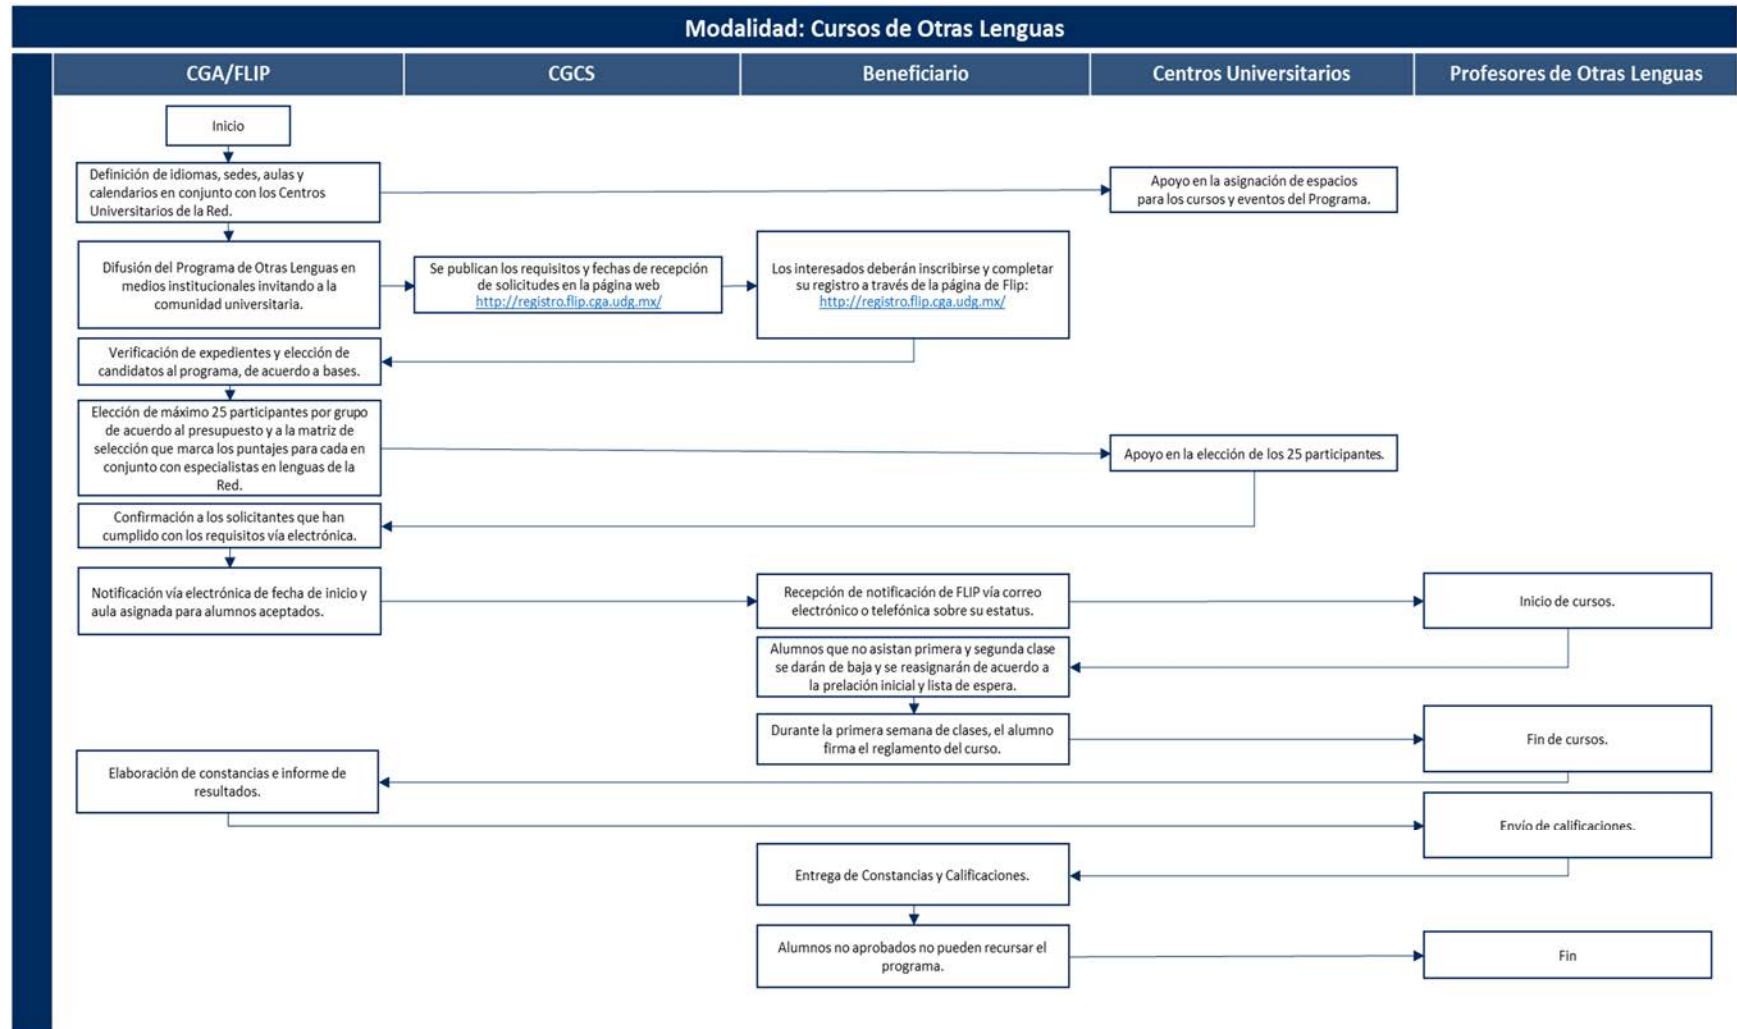 Modalidad: Cursos de Otras Lenguas
CGA/FLIP
CGCS
Beneficiario
Centros Universitarios
Profesores de Otras Lenguas
Inicio
Definición de idiomas, sedes, aulas y
calendarios en conjunto con los Centros
Universitarios de la Red.
Apoyo en la asignación de espacios
para los cursos y eventos del Programa.
Difusión del Programa de Otras Lenguas en
medios institucionales invitando a la
comunidad universitaria.
Se publican los requisitos y fechas de recepción
de solicitudes en la página web
http://registro.flip.cga.udg.mx/
Los interesados deberán inscribirse y completar
su registro a través de la página de Flip:
http://registro.flip.cga.udg.mx/
Verificación de expedientes y elección de
candidatos al programa, de acuerdo a bases.
Elección de máximo 25 participantes por grupo
de acuerdo al presupuesto y a la matriz de
selección que marca los puntajes para cada en
conjunto con especialistas en lenguas de la
Red.
Apoyo en la elección de los 25 participantes.
Confirmación a los solicitantes que han
cumplido con los requisitos vía electrónica.
Notificación vía electrónica de fecha de inicio y
aula asignada para alumnos aceptados.
Recepción de notificación de FLIP vía correo
electrónico o telefónica sobre su estatus.
Inicio de cursos.
Alumnos que no asistan primera y segunda clase
se darán de baja y se reasignarán de acuerdo a
la prelación inicial y lista de espera.
Durante la primera semana de clases, el alumno
firma el reglamento del curso.
Fin de cursos.
Elaboración de constancias e informe de
resultados.
Envío de calificaciones.
Entrega de Constancias y Calificaciones.
Alumnos no aprobados no pueden recursar el
programa.
Fin